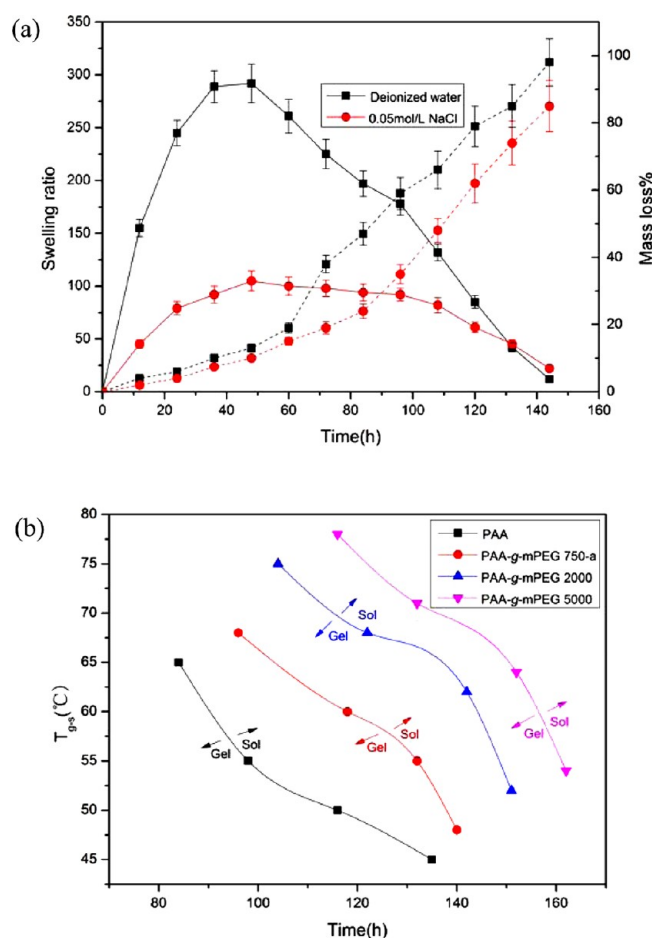 (a)
350
300
250
200
150
100
50
0
Swelling ratio
100
80
60
40
20
0
Mass loss%
Deionized water
0.05mol/L NaCl
0 20 40 60 80 100 120 140 160
Time(h)
(b)
80
75
70
65
60
55
50
45
T g-s (℃)
PAA
PAA-g-mPEG 750-a
PAA-g-mPEG 2000
PAA-g-mPEG 5000
Sol
Gel
Sol
Gel
Sol
Gel
Sol
Gel
80 100 120 140 160
Time(h)